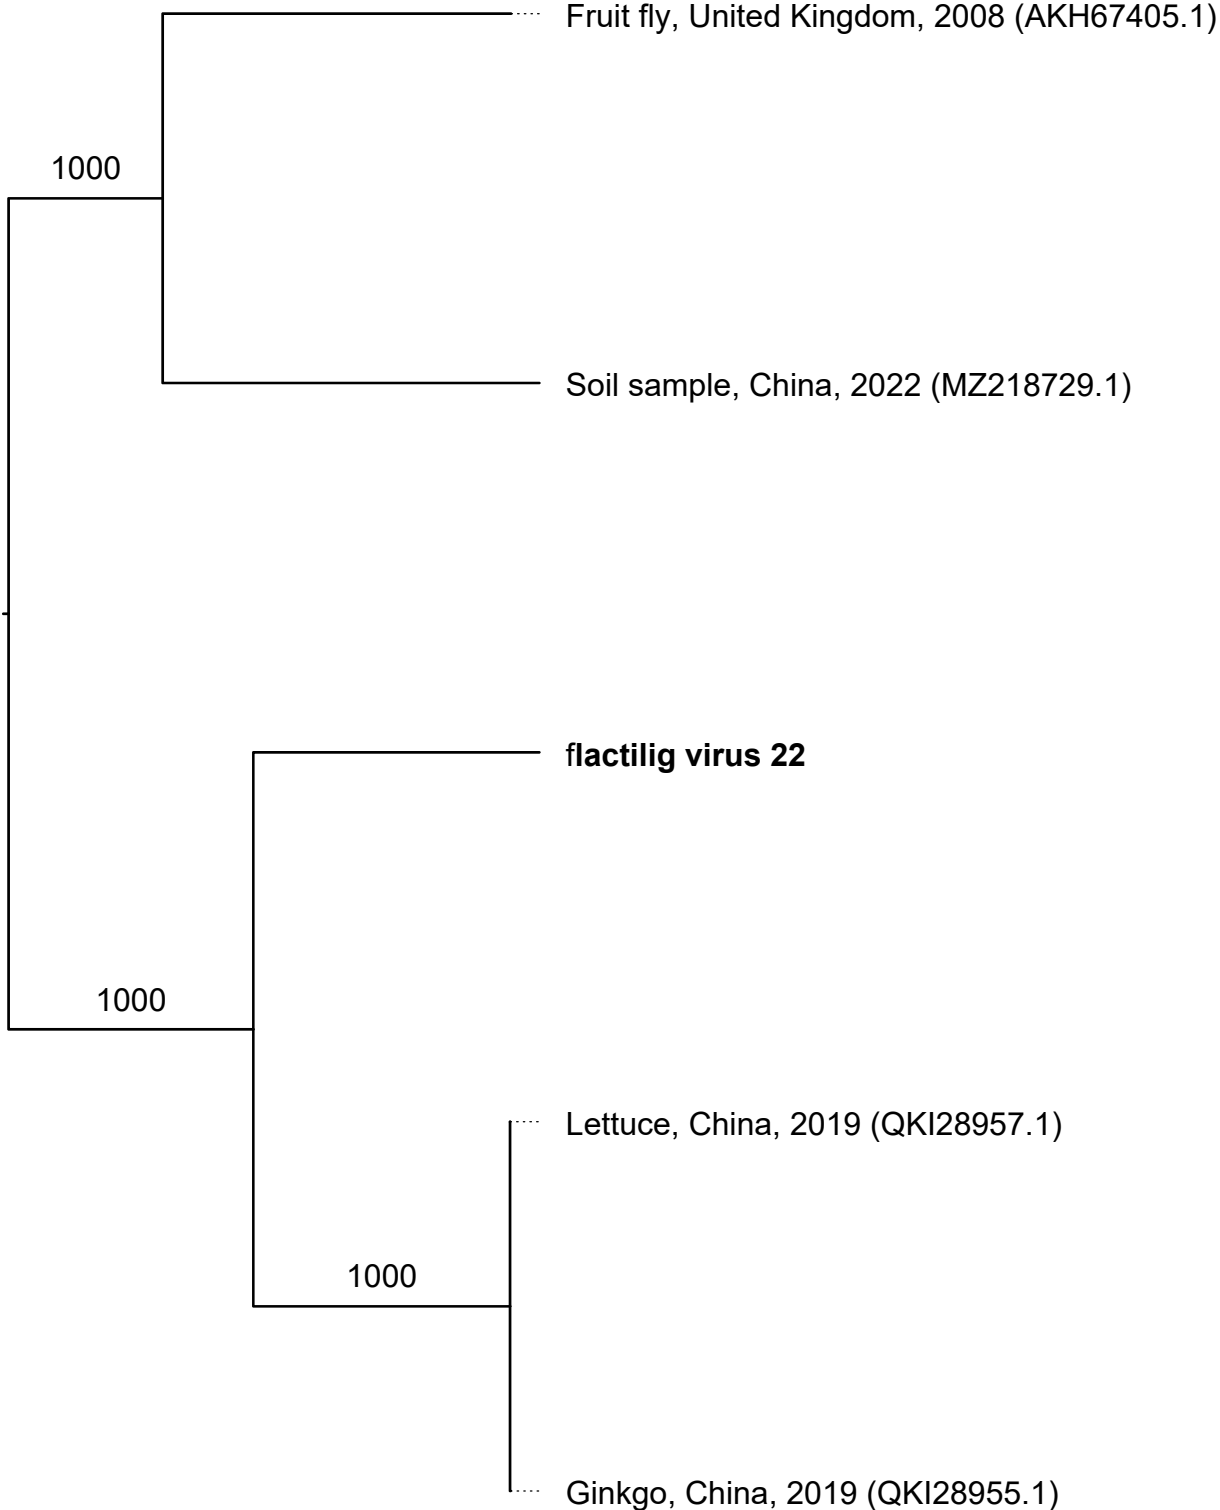 Fruit fly, United Kingdom, 2008 (AKH67405.1)
1000
Soil sample, China, 2022 (MZ218729.1)
flactilig virus 22
1000
Lettuce, China, 2019 (QKI28957.1)
1000
Ginkgo, China, 2019 (QKI28955.1)